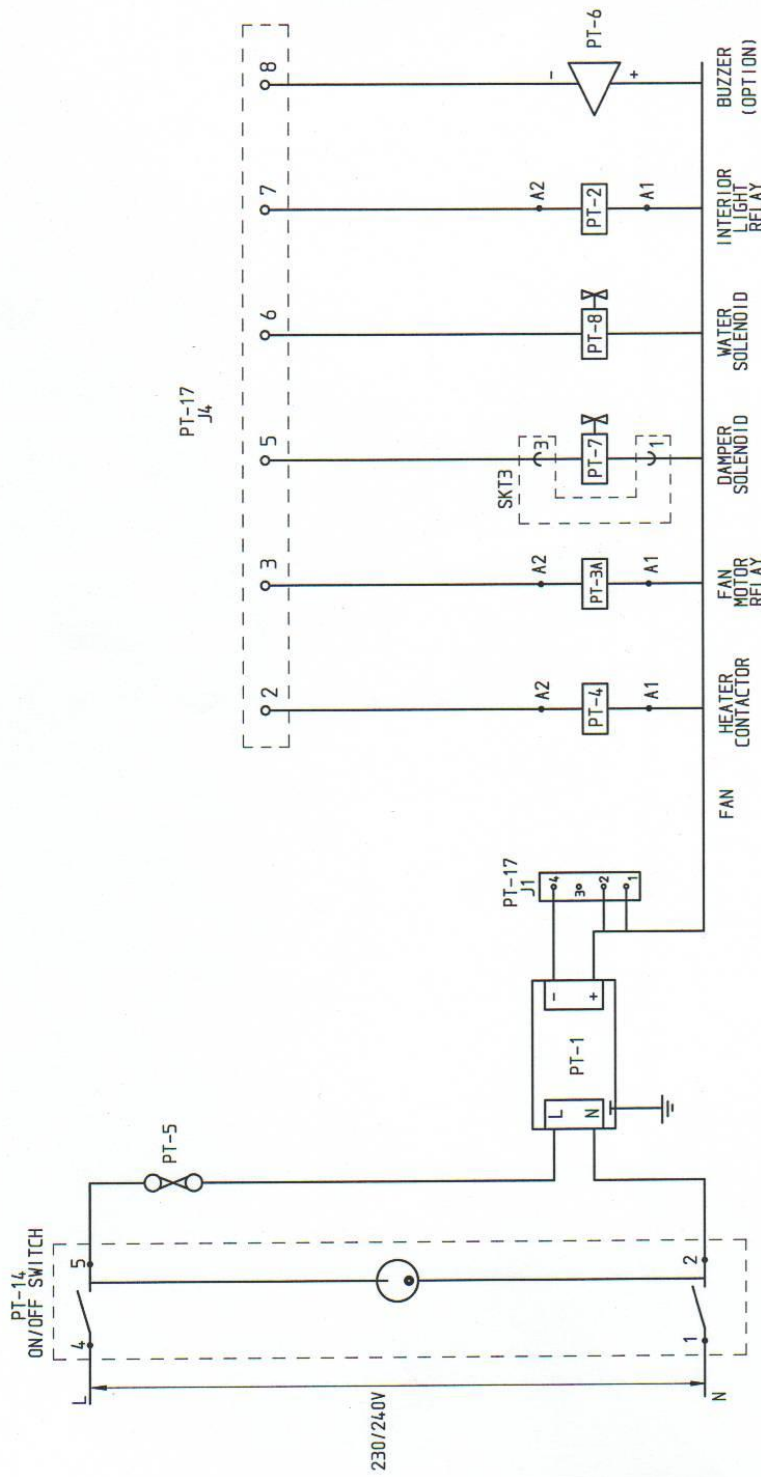 PT-14
ON/OFF SWITCH
L
4
5
PT-5
230/240V
N
1
2
L
N
PT-1
-
+
PT-17
J1
4
3
2
1
PT-17
J4
2
3
5
6
7
8
A2
PT-4
A1
A2
PT-3A
A1
SKT3
3
PT-7
1
PT-8
A2
PT-2
A1
-
PT-6
+
FAN
HEATER
CONTACTOR
FAN
MOTOR
RELAY
DAMPER
SOLENOID
WATER
SOLENOID
INTERIOR
LIGHT
RELAY
BUZZER
(OPTION)